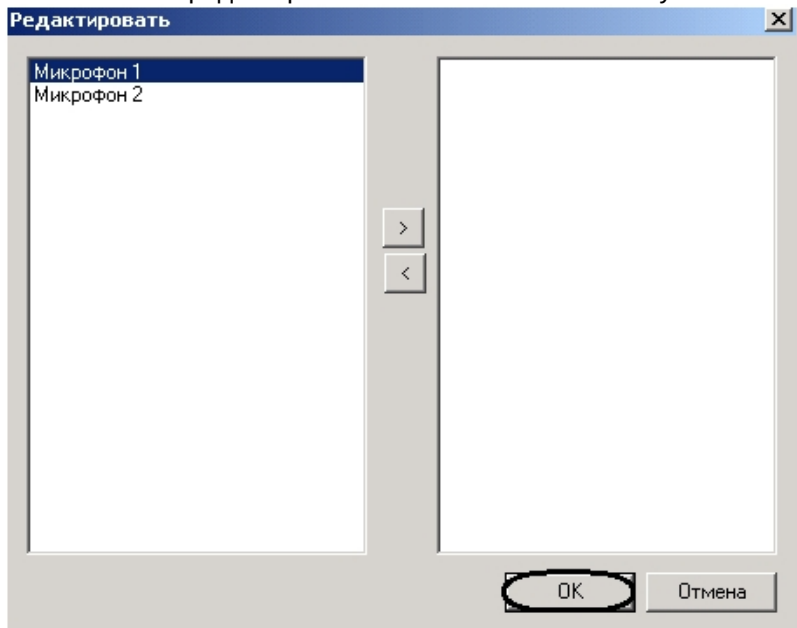 Редактировать
Микрофон 1
Микрофон 2
>
<
OK
Отмена